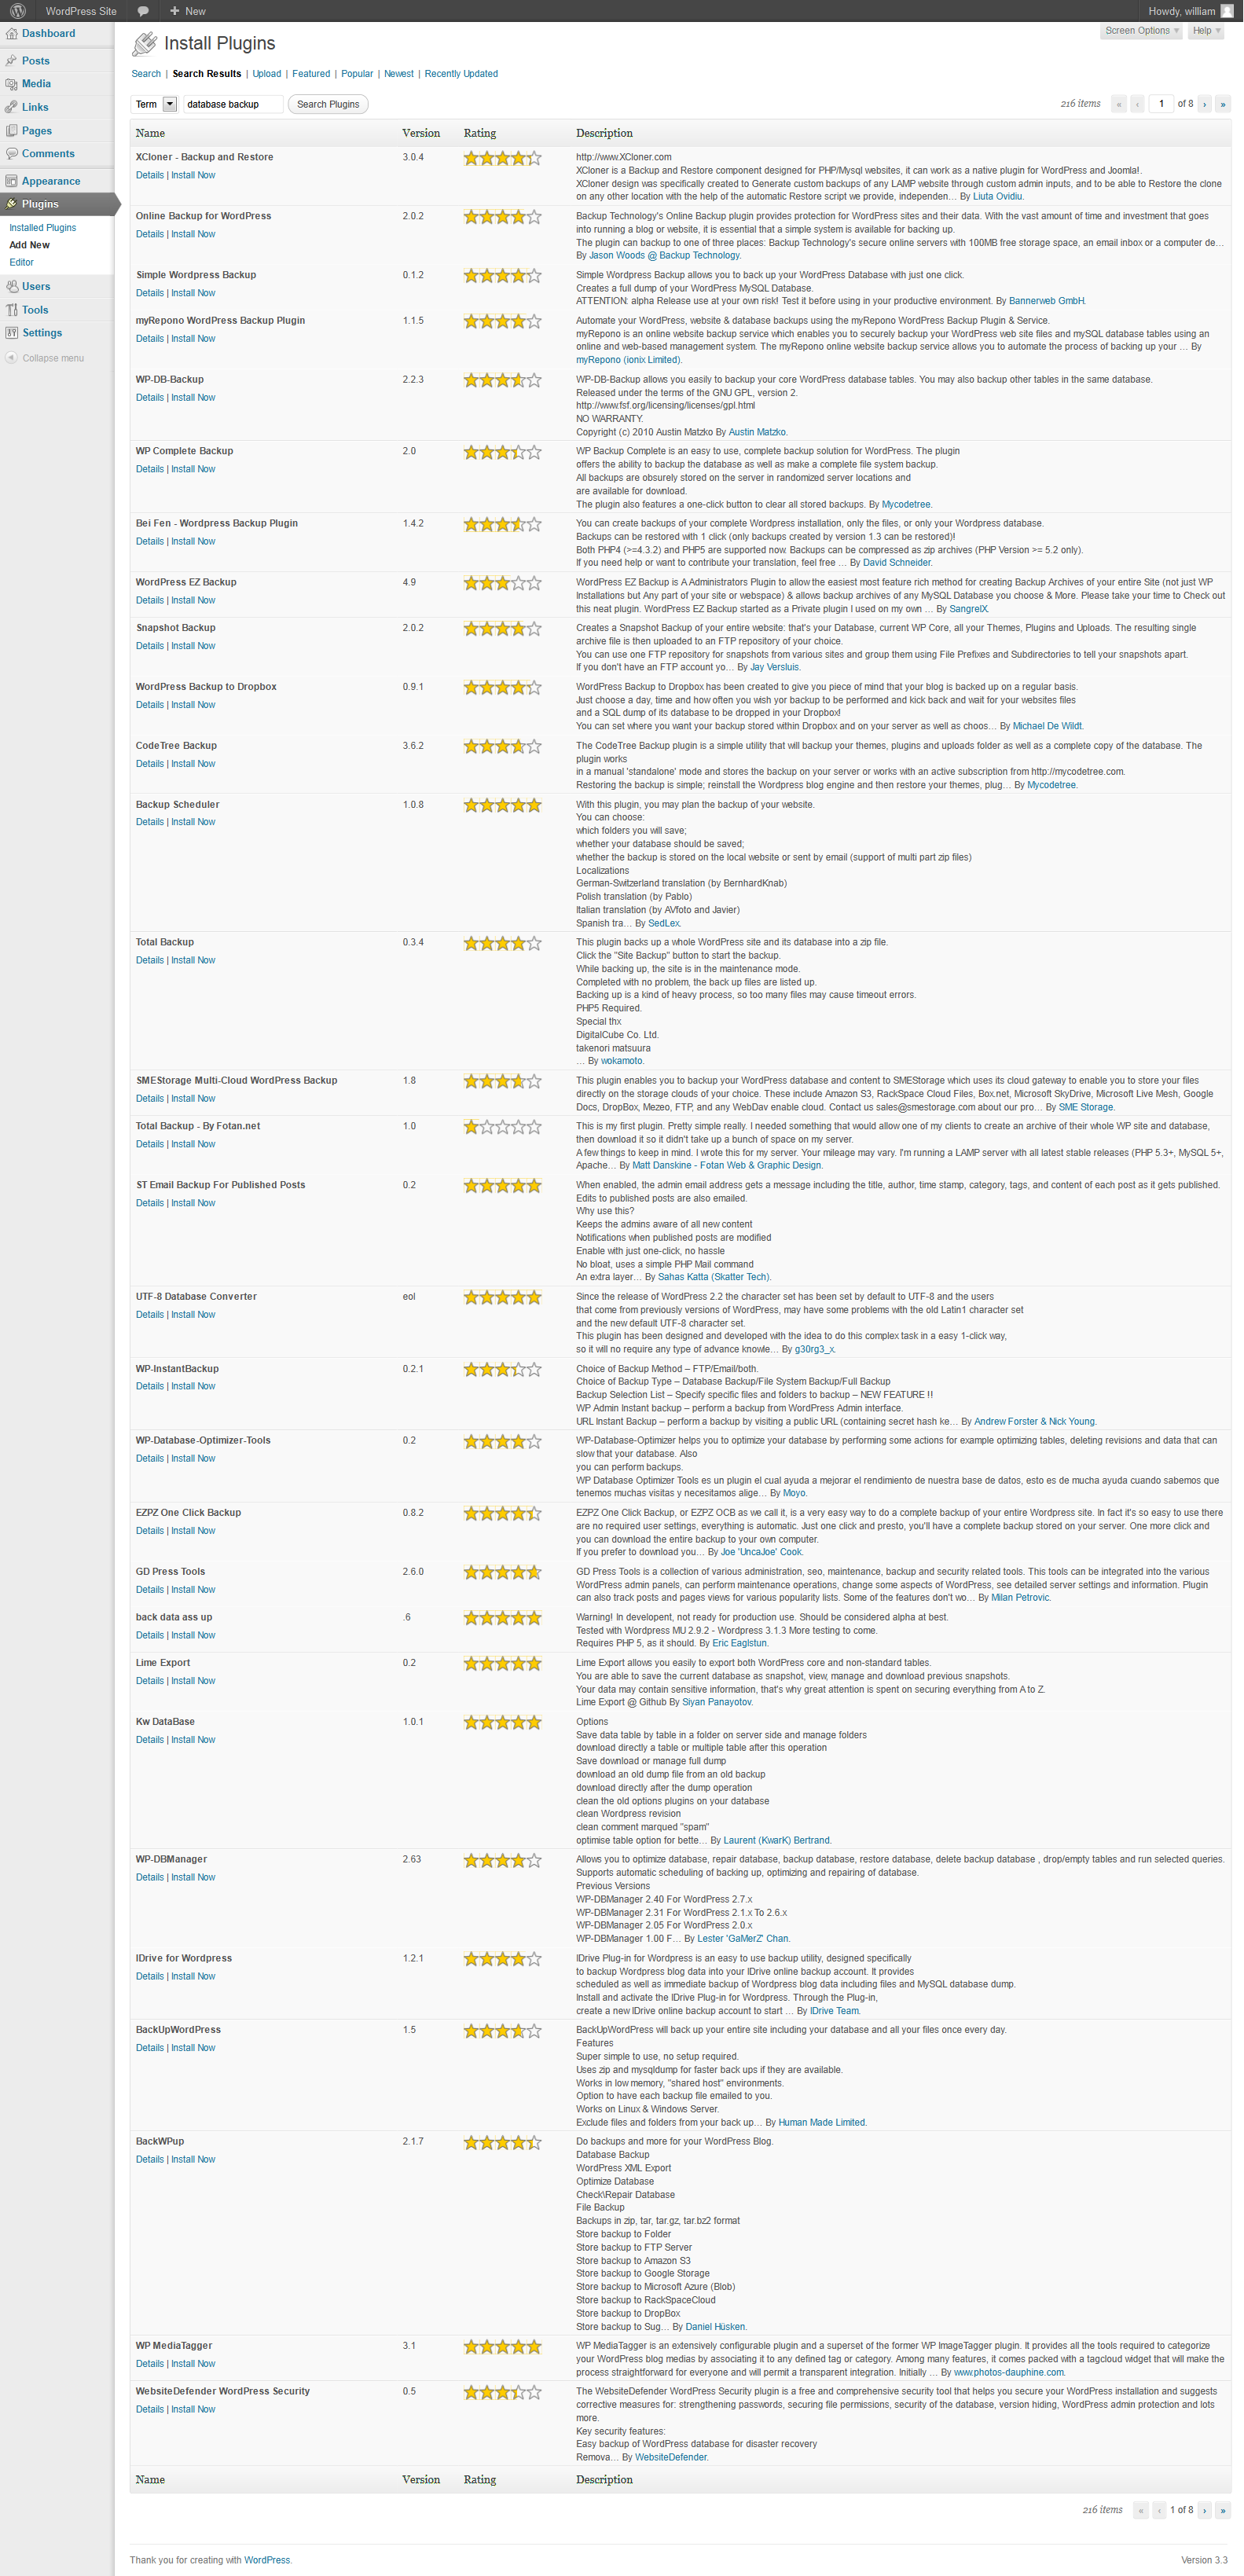 WordPress Site New Howdy, william
Screen Options Help
Dashboard
Posts
Media
Links
Pages
Comments
Appearance
Plugins
Installed Plugins
Add New
Editor
Users
Tools
Settings
Collapse menu
Install Plugins
Search | Search Results | Upload | Featured | Popular | Newest | Recently Updated
Term database backup Search Plugins 216 items « ‹ 1 of 8 › »
Name Version Rating Description
XCloner - Backup and Restore 3.0.4
Details | Install Now
http://www.XCloner.com
XCloner is a Backup and Restore component designed for PHP/Mysql websites, it can work as a native plugin for WordPress and Joomla!.
XCloner design was specifically created to Generate custom backups of any LAMP website through custom admin inputs, and to be able to Restore the clone
on any other location with the help of the automatic Restore script we provide, independen… By Liuta Ovidiu.
Online Backup for WordPress 2.0.2
Details | Install Now
Backup Technology's Online Backup plugin provides protection for WordPress sites and their data. With the vast amount of time and investment that goes
into running a blog or website, it is essential that a simple system is available for backing up.
The plugin can backup to one of three places: Backup Technology's secure online servers with 100MB free storage space, an email inbox or a computer de…
By Jason Woods @ Backup Technology.
Simple Wordpress Backup 0.1.2
Details | Install Now
Simple Wordpress Backup allows you to back up your WordPress Database with just one click.
Creates a full dump of your WordPress MySQL Database.
ATTENTION: alpha Release use at your own risk! Test it before using in your productive environment. By Bannerweb GmbH.
myRepono WordPress Backup Plugin 1.1.5
Details | Install Now
Automate your WordPress, website & database backups using the myRepono WordPress Backup Plugin & Service.
myRepono is an online website backup service which enables you to securely backup your WordPress web site files and mySQL database tables using an
online and web-based management system. The myRepono online website backup service allows you to automate the process of backing up your … By
myRepono (ionix Limited).
WP-DB-Backup 2.2.3
Details | Install Now
WP-DB-Backup allows you easily to backup your core WordPress database tables. You may also backup other tables in the same database.
Released under the terms of the GNU GPL, version 2.
http://www.fsf.org/licensing/licenses/gpl.html
NO WARRANTY.
Copyright (c) 2010 Austin Matzko By Austin Matzko.
WP Complete Backup 2.0
Details | Install Now
WP Backup Complete is an easy to use, complete backup solution for WordPress. The plugin
offers the ability to backup the database as well as make a complete file system backup.
All backups are obsurely stored on the server in randomized server locations and
are available for download.
The plugin also features a one-click button to clear all stored backups. By Mycodetree.
Bei Fen - Wordpress Backup Plugin 1.4.2
Details | Install Now
You can create backups of your complete Wordpress installation, only the files, or only your Wordpress database.
Backups can be restored with 1 click (only backups created by version 1.3 can be restored)!
Both PHP4 (>=4.3.2) and PHP5 are supported now. Backups can be compressed as zip archives (PHP Version >= 5.2 only).
If you need help or want to contribute your translation, feel free … By David Schneider.
WordPress EZ Backup 4.9
Details | Install Now
WordPress EZ Backup is A Administrators Plugin to allow the easiest most feature rich method for creating Backup Archives of your entire Site (not just WP
Installations but Any part of your site or webspace) & allows backup archives of any MySQL Database you choose & More. Please take your time to Check out
this neat plugin. WordPress EZ Backup started as a Private plugin I used on my own … By SangrelX.
Snapshot Backup 2.0.2
Details | Install Now
Creates a Snapshot Backup of your entire website: that's your Database, current WP Core, all your Themes, Plugins and Uploads. The resulting single
archive file is then uploaded to an FTP repository of your choice.
You can use one FTP repository for snapshots from various sites and group them using File Prefixes and Subdirectories to tell your snapshots apart.
If you don't have an FTP account yo… By Jay Versluis.
WordPress Backup to Dropbox 0.9.1
Details | Install Now
WordPress Backup to Dropbox has been created to give you piece of mind that your blog is backed up on a regular basis.
Just choose a day, time and how often you wish yor backup to be performed and kick back and wait for your websites files
and a SQL dump of its database to be dropped in your Dropbox!
You can set where you want your backup stored within Dropbox and on your server as well as choos… By Michael De Wildt.
CodeTree Backup 3.6.2
Details | Install Now
The CodeTree Backup plugin is a simple utility that will backup your themes, plugins and uploads folder as well as a complete copy of the database. The
plugin works
in a manual 'standalone' mode and stores the backup on your server or works with an active subscription from http://mycodetree.com.
Restoring the backup is simple; reinstall the Wordpress blog engine and then restore your themes, plug… By Mycodetree.
Backup Scheduler 1.0.8
Details | Install Now
With this plugin, you may plan the backup of your website.
You can choose:
which folders you will save;
whether your database should be saved;
whether the backup is stored on the local website or sent by email (support of multi part zip files)
Localizations
German-Switzerland translation (by BernhardKnab)
Polish translation (by Pablo)
Italian translation (by AVfoto and Javier)
Spanish tra… By SedLex.
Total Backup 0.3.4
Details | Install Now
This plugin backs up a whole WordPress site and its database into a zip file.
Click the "Site Backup" button to start the backup.
While backing up, the site is in the maintenance mode.
Completed with no problem, the back up files are listed up.
Backing up is a kind of heavy process, so too many files may cause timeout errors.
PHP5 Required.
Special thx
DigitalCube Co. Ltd.
takenori matsuura
… By wokamoto.
SMEStorage Multi-Cloud WordPress Backup 1.8
Details | Install Now
This plugin enables you to backup your WordPress database and content to SMEStorage which uses its cloud gateway to enable you to store your files
directly on the storage clouds of your choice. These include Amazon S3, RackSpace Cloud Files, Box.net, Microsoft SkyDrive, Microsoft Live Mesh, Google
Docs, DropBox, Mezeo, FTP, and any WebDav enable cloud. Contact us sales@smestorage.com about our pro… By SME Storage.
Total Backup - By Fotan.net 1.0
Details | Install Now
This is my first plugin. Pretty simple really. I needed something that would allow one of my clients to create an archive of their whole WP site and database,
then download it so it didn't take up a bunch of space on my server.
A few things to keep in mind. I wrote this for my server. Your mileage may vary. I'm running a LAMP server with all latest stable releases (PHP 5.3+, MySQL 5+,
Apache… By Matt Danskine - Fotan Web & Graphic Design.
ST Email Backup For Published Posts 0.2
Details | Install Now
When enabled, the admin email address gets a message including the title, author, time stamp, category, tags, and content of each post as it gets published.
Edits to published posts are also emailed.
Why use this?
Keeps the admins aware of all new content
Notifications when published posts are modified
Enable with just one-click, no hassle
No bloat, uses a simple PHP Mail command
An extra layer… By Sahas Katta (Skatter Tech).
UTF-8 Database Converter eol
Details | Install Now
Since the release of WordPress 2.2 the character set has been set by default to UTF-8 and the users
that come from previously versions of WordPress, may have some problems with the old Latin1 character set
and the new default UTF-8 character set.
This plugin has been designed and developed with the idea to do this complex task in a easy 1-click way,
so it will no require any type of advance knowle… By g30rg3_x.
WP-InstantBackup 0.2.1
Details | Install Now
Choice of Backup Method – FTP/Email/both.
Choice of Backup Type – Database Backup/File System Backup/Full Backup
Backup Selection List – Specify specific files and folders to backup – NEW FEATURE !!
WP Admin Instant backup – perform a backup from WordPress Admin interface.
URL Instant Backup – perform a backup by visiting a public URL (containing secret hash ke… By Andrew Forster & Nick Young.
WP-Database-Optimizer-Tools 0.2
Details | Install Now
WP-Database-Optimizer helps you to optimize your database by performing some actions for example optimizing tables, deleting revisions and data that can
slow that your database. Also
you can perform backups.
WP Database Optimizer Tools es un plugin el cual ayuda a mejorar el rendimiento de nuestra base de datos, esto es de mucha ayuda cuando sabemos que
tenemos muchas visitas y necesitamos alige… By Moyo.
EZPZ One Click Backup 0.8.2
Details | Install Now
EZPZ One Click Backup, or EZPZ OCB as we call it, is a very easy way to do a complete backup of your entire Wordpress site. In fact it's so easy to use there
are no required user settings, everything is automatic. Just one click and presto, you'll have a complete backup stored on your server. One more click and
you can download the entire backup to your own computer.
If you prefer to download you… By Joe 'UncaJoe' Cook.
GD Press Tools 2.6.0
Details | Install Now
GD Press Tools is a collection of various administration, seo, maintenance, backup and security related tools. This tools can be integrated into the various
WordPress admin panels, can perform maintenance operations, change some aspects of WordPress, see detailed server settings and information. Plugin
can also track posts and pages views for various popularity lists. Some of the features don't wo… By Milan Petrovic.
back data ass up .6
Details | Install Now
Warning! In developent, not ready for production use. Should be considered alpha at best.
Tested with Wordpress MU 2.9.2 - Wordpress 3.1.3 More testing to come.
Requires PHP 5, as it should. By Eric Eaglstun.
Lime Export 0.2
Details | Install Now
Lime Export allows you easily to export both WordPress core and non-standard tables.
You are able to save the current database as snapshot, view, manage and download previous snapshots.
Your data may contain sensitive information, that's why great attention is spent on securing everything from A to Z.
Lime Export @ Github By Siyan Panayotov.
Kw DataBase 1.0.1
Details | Install Now
Options
Save data table by table in a folder on server side and manage folders
download directly a table or multiple table after this operation
Save download or manage full dump
download an old dump file from an old backup
download directly after the dump operation
clean the old options plugins on your database
clean Wordpress revision
clean comment marqued "spam"
optimise table option for bette… By Laurent (KwarK) Bertrand.
WP-DBManager 2.63
Details | Install Now
Allows you to optimize database, repair database, backup database, restore database, delete backup database , drop/empty tables and run selected queries.
Supports automatic scheduling of backing up, optimizing and repairing of database.
Previous Versions
WP-DBManager 2.40 For WordPress 2.7.x
WP-DBManager 2.31 For WordPress 2.1.x To 2.6.x
WP-DBManager 2.05 For WordPress 2.0.x
WP-DBManager 1.00 F… By Lester 'GaMerZ' Chan.
IDrive for Wordpress 1.2.1
Details | Install Now
IDrive Plug-in for Wordpress is an easy to use backup utility, designed specifically
to backup Wordpress blog data into your IDrive online backup account. It provides
scheduled as well as immediate backup of Wordpress blog data including files and MySQL database dump.
Install and activate the IDrive Plug-in for Wordpress. Through the Plug-in,
create a new IDrive online backup account to start … By IDrive Team.
BackUpWordPress 1.5
Details | Install Now
BackUpWordPress will back up your entire site including your database and all your files once every day.
Features
Super simple to use, no setup required.
Uses zip and mysqldump for faster back ups if they are available.
Works in low memory, "shared host" environments.
Option to have each backup file emailed to you.
Works on Linux & Windows Server.
Exclude files and folders from your back up… By Human Made Limited.
BackWPup 2.1.7
Details | Install Now
Do backups and more for your WordPress Blog.
Database Backup
WordPress XML Export
Optimize Database
Check\Repair Database
File Backup
Backups in zip, tar, tar.gz, tar.bz2 format
Store backup to Folder
Store backup to FTP Server
Store backup to Amazon S3
Store backup to Google Storage
Store backup to Microsoft Azure (Blob)
Store backup to RackSpaceCloud
Store backup to DropBox
Store backup to Sug… By Daniel Hüsken.
WP MediaTagger 3.1
Details | Install Now
WP MediaTagger is an extensively configurable plugin and a superset of the former WP ImageTagger plugin. It provides all the tools required to categorize
your WordPress blog medias by associating it to any defined tag or category. Among many features, it comes packed with a tagcloud widget that will make the
process straightforward for everyone and will permit a transparent integration. Initially … By www.photos-dauphine.com.
WebsiteDefender WordPress Security 0.5
Details | Install Now
The WebsiteDefender WordPress Security plugin is a free and comprehensive security tool that helps you secure your WordPress installation and suggests
corrective measures for: strengthening passwords, securing file permissions, security of the database, version hiding, WordPress admin protection and lots
more.
Key security features:
Easy backup of WordPress database for disaster recovery
Remova… By WebsiteDefender.
Name Version Rating Description
216 items « ‹ 1 of 8 › »
Thank you for creating with WordPress. Version 3.3